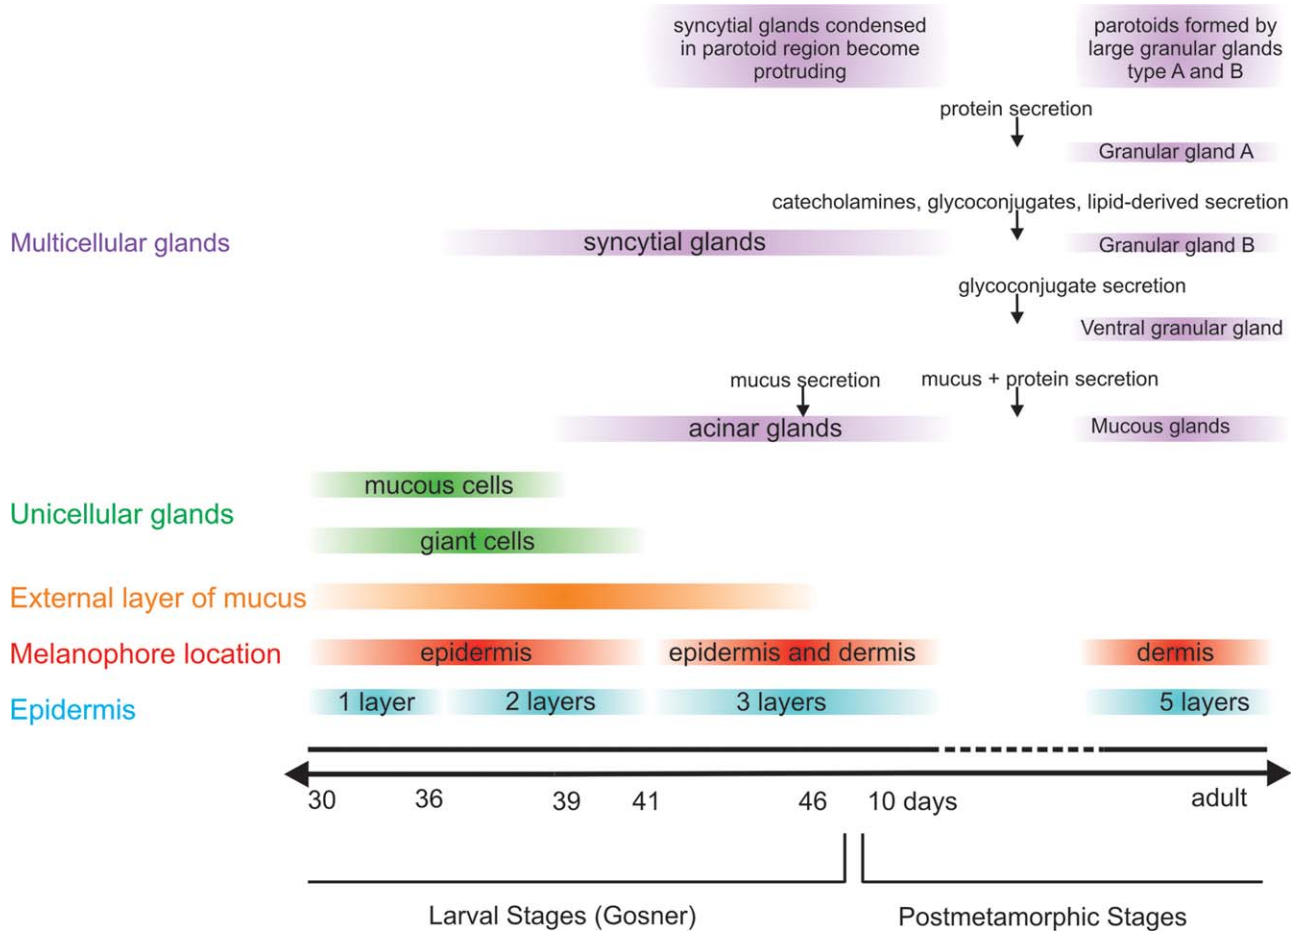 syncytial glands condensed
in parotoid region become
protruding
parotoids formed by
large granular glands
type A and B
protein secretion
Granular gland A
catecholamines, glycoconjugates, lipid-derived secretion
Multicellular glands
syncytial glands
Granular gland B
glycoconjugate secretion
Ventral granular gland
mucus secretion
mucus + protein secretion
acinar glands
Mucous glands
Unicellular glands
mucous cells
giant cells
External layer of mucus
Melanophore location
epidermis
epidermis and dermis
dermis
Epidermis
1 layer
2 layers
3 layers
5 layers
30
36
39
41
46
10 days
adult
Larval Stages (Gosner)
Postmetamorphic Stages